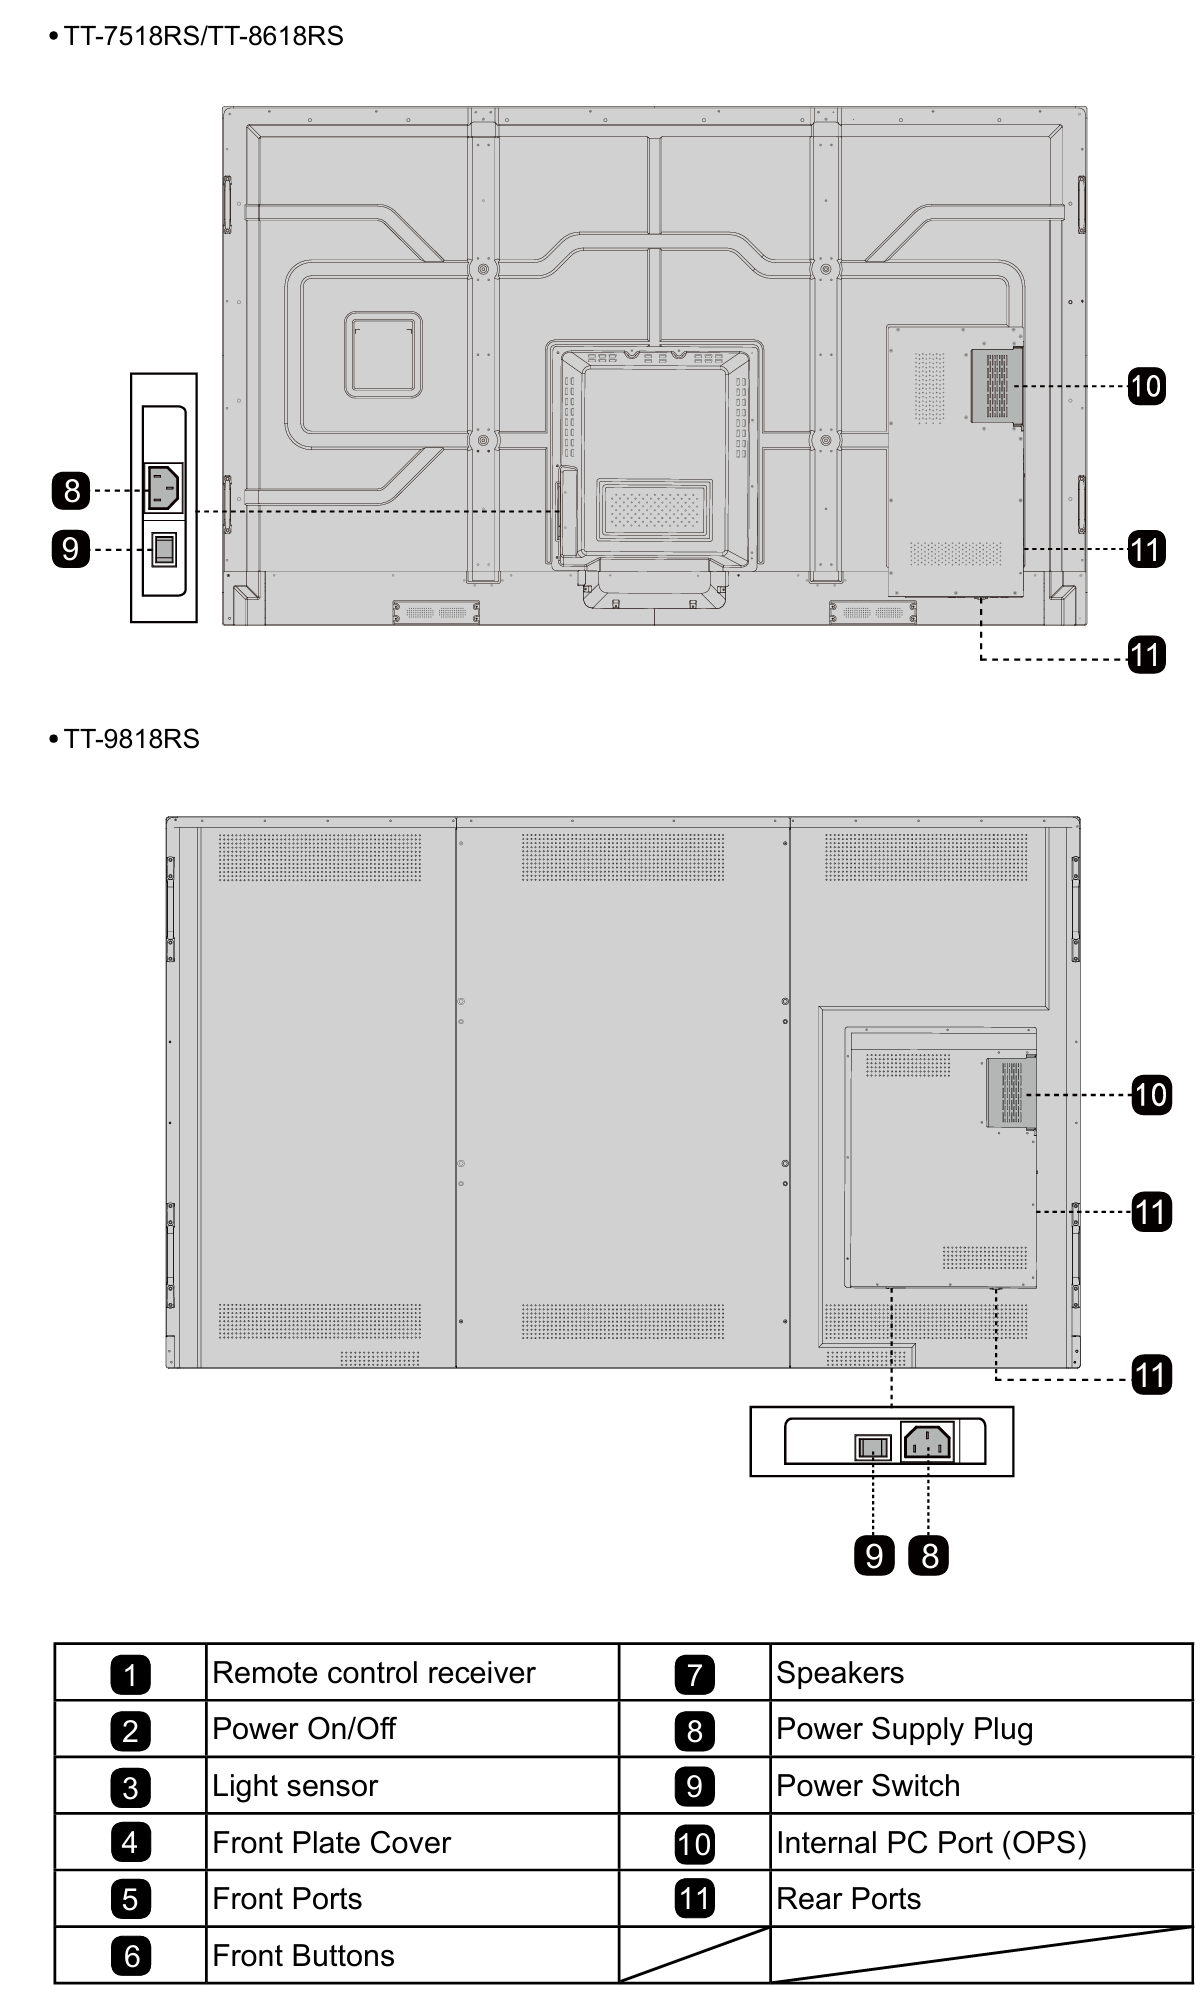 • TT-7518RS/TT-8618RS
10
8
9
11
11
• TT-9818RS
10
11
11
9 8
1 Remote control receiver 7 Speakers
2 Power On/Off 8 Power Supply Plug
3 Light sensor 9 Power Switch
4 Front Plate Cover 10 Internal PC Port (OPS)
5 Front Ports 11 Rear Ports
6 Front Buttons